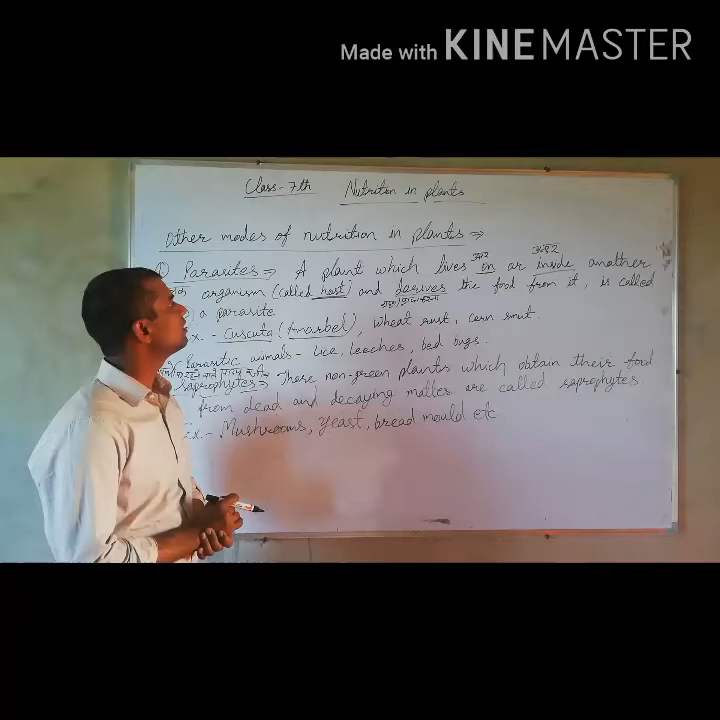 Made with KINEMASTER
Class-7th Nutrition in plants
Other modes of nutrition in plants ⇒
ऊपर अंदर
① Parasites ⇒ A plant which lives on or inside another
organism (called host) and derives the food from it, is called
a parasite
x. - Cuscuta (Amarbel), wheat rust, corn smut.
Parasitic animals - Lice, Leaches, bed bugs.
Saprophytes ⇒ These non-green plants which obtain their food
from dead and decaying matter are called saprophytes.
Ex. - Mushrooms, Yeast, bread mould etc